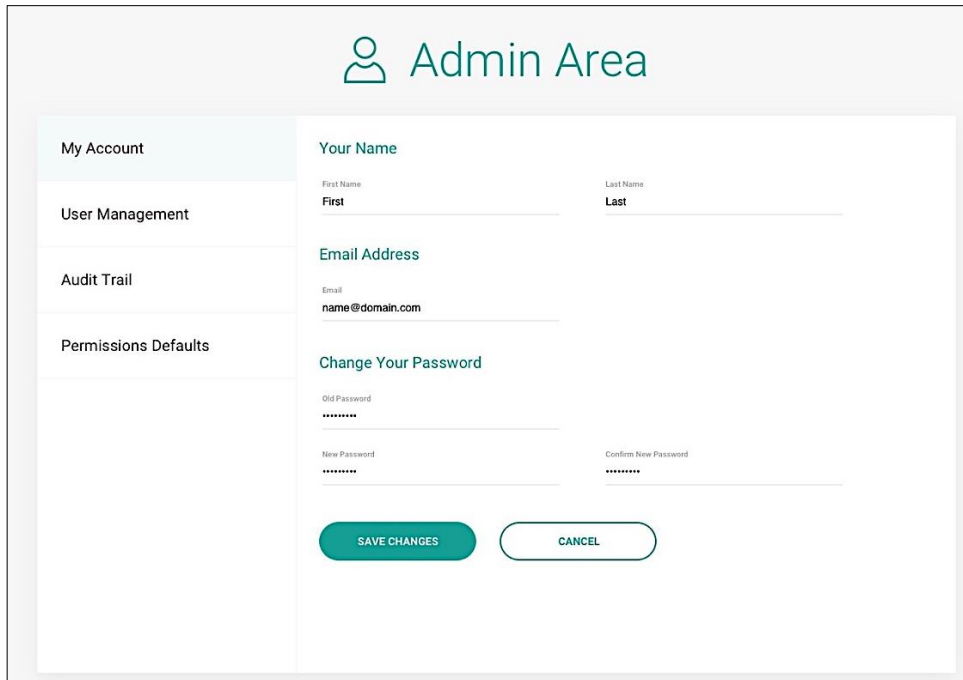 Admin Area
My Account
User Management
Audit Trail
Permissions Defaults
Your Name
First Name
Last Name
First
Last
Email Address
Email
name@domain.com
Change Your Password
Old Password
•••••••••
New Password
Confirm New Password
•••••••••
•••••••••
SAVE CHANGES
CANCEL